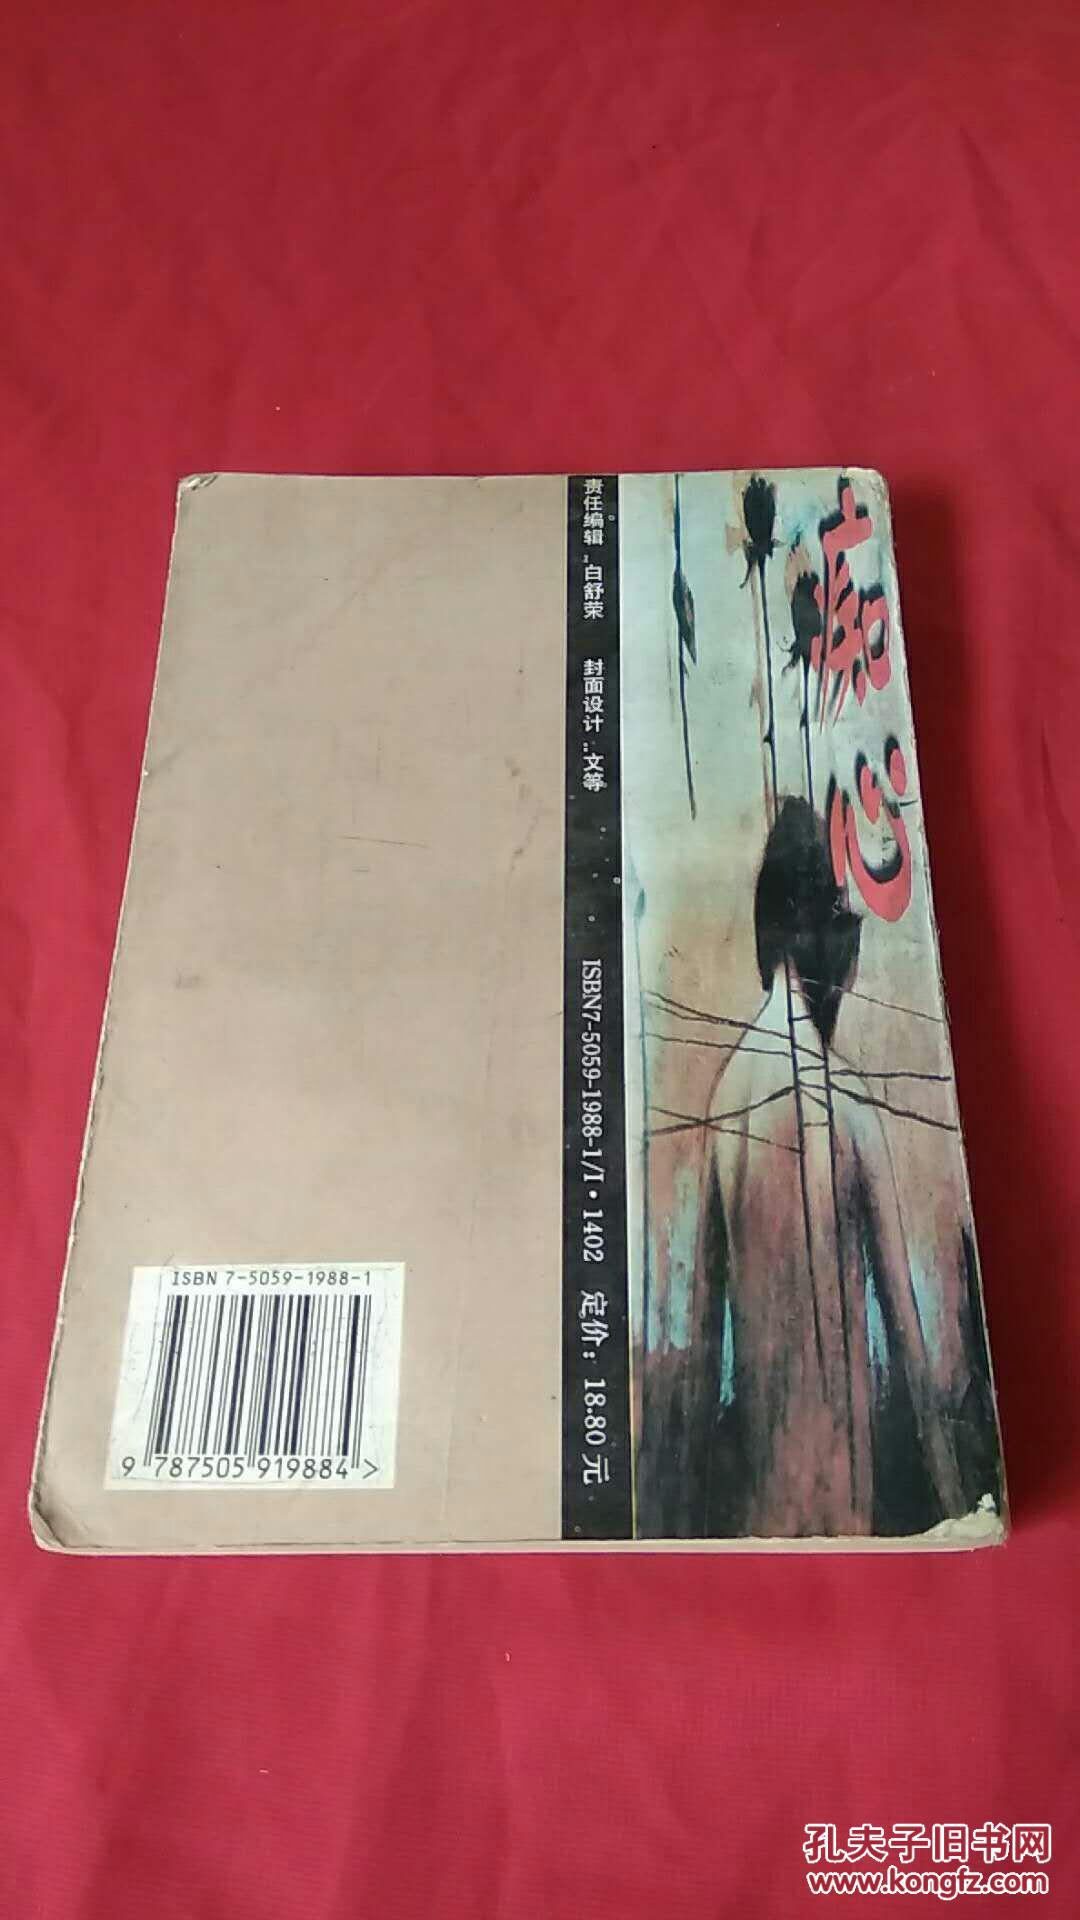 痴心
责任编辑:白舒荣 封面设计:文等 ISBN7-5059-1988-1/I·1402 定价:18.80元
ISBN 7-5059-1988-1
9 787505 919884 >
孔夫子旧书网
www.kongfz.com